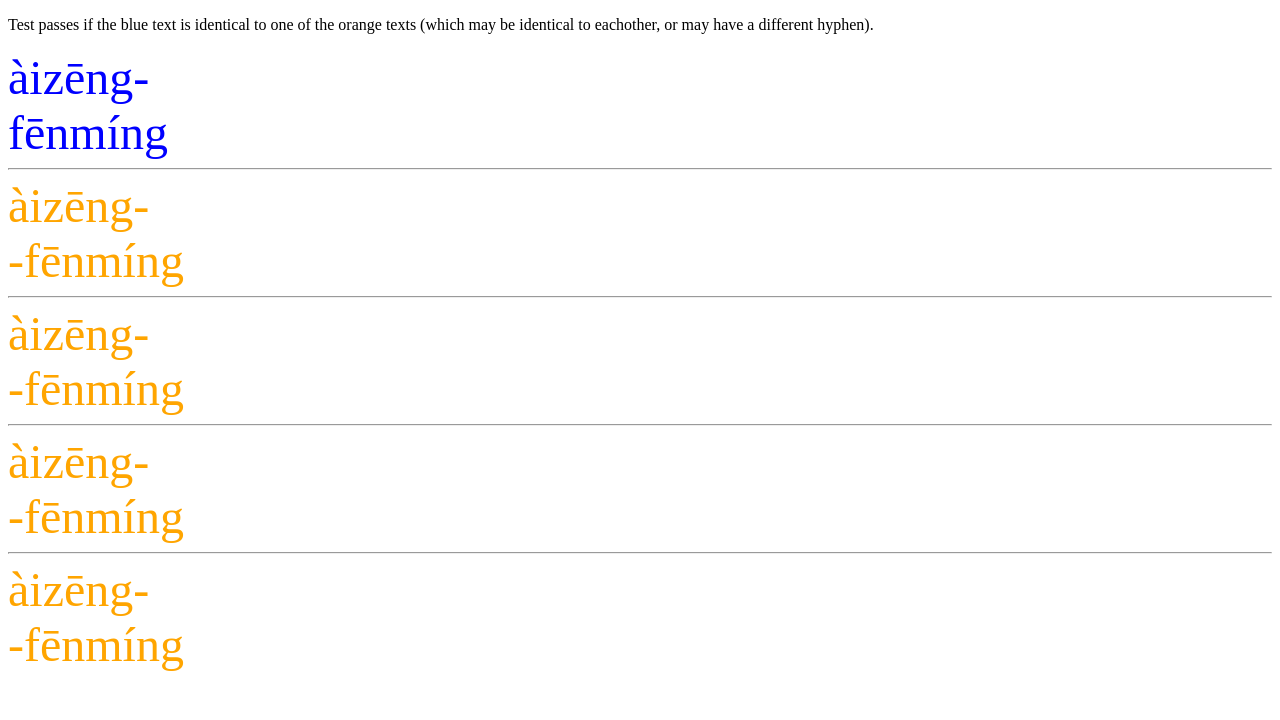 Test passes if the blue text is identical to one of the orange texts (which may be identical to eachother, or may have a different hyphen).
àizēng-
fēnmíng
àizēng-
-fēnmíng
àizēng-
-fēnmíng
àizēng-
-fēnmíng
àizēng-
-fēnmíng